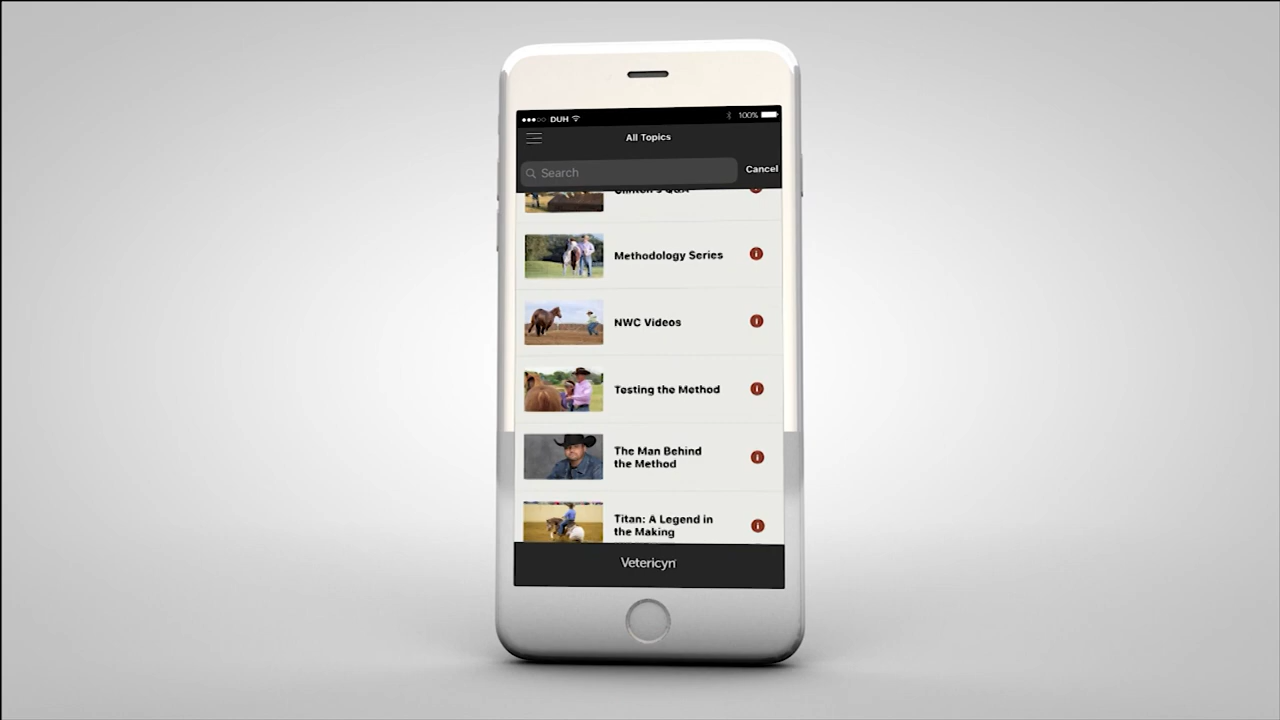 DUH
100%
All Topics
Search
Cancel
Clinton's Q&A
Methodology Series
NWC Videos
Testing the Method
The Man Behind
the Method
Titan: A Legend in
the Making
Vetericyn